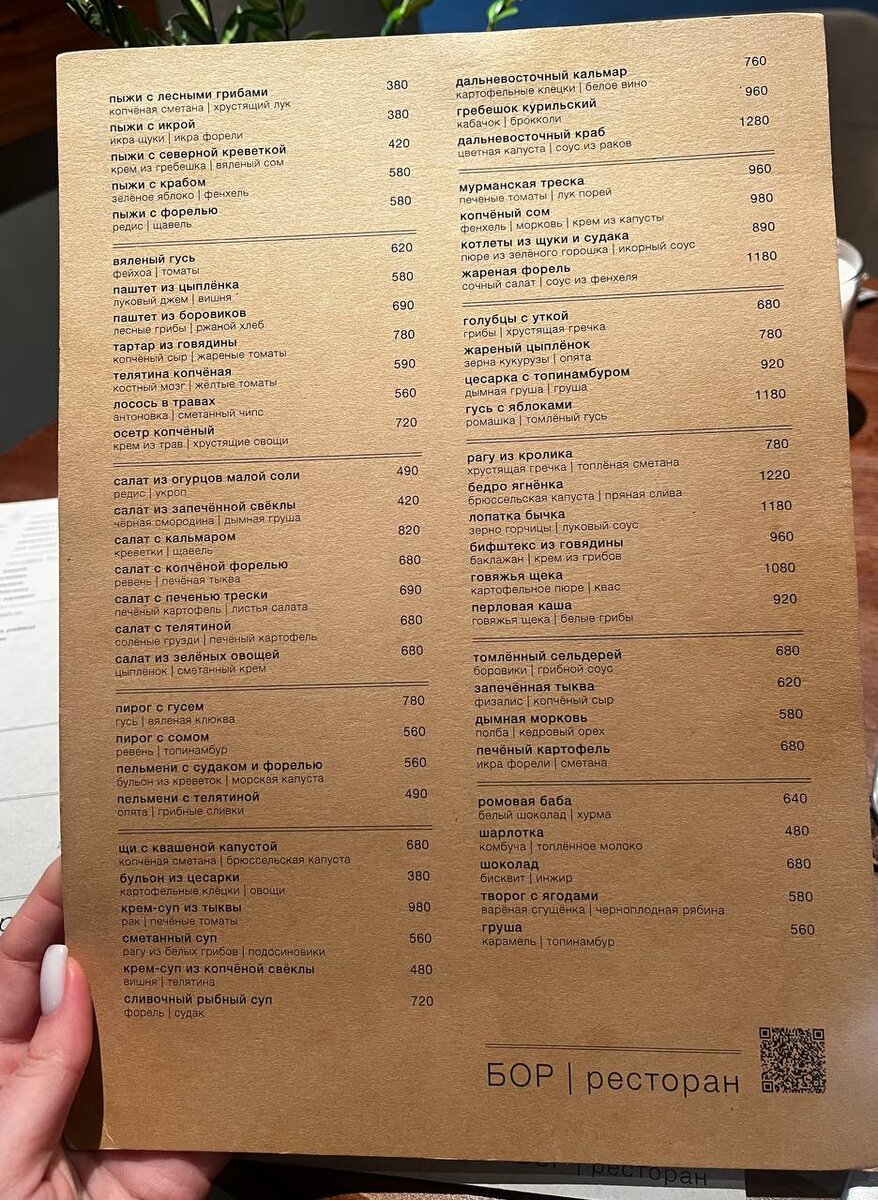 пыжи с лесными грибами 380
копчёная сметана | хрустящий лук
пыжи с икрой 380
икра щуки | икра форели
пыжи с северной креветкой 420
крем из гребешка | вяленый сом
пыжи с крабом 580
зелёное яблоко | фенхель
пыжи с форелью 580
редис | щавель
вяленый гусь 620
фейхоа | томаты
паштет из цыплёнка 580
луковый джем | вишня
паштет из боровиков 690
лесные грибы | ржаной хлеб
тартар из говядины 780
копчёный сыр | жареные томаты
телятина копчёная 590
костный мозг | жёлтые томаты
лосось в травах 560
антоновка | сметанный чипс
осетр копчёный 720
крем из трав | хрустящие овощи
салат из огурцов малой соли 490
редис | укроп
салат из запечённой свёклы 420
чёрная смородина | дымная груша
салат с кальмаром 820
креветки | щавель
салат с копчёной форелью 680
ревень | печёная тыква
салат с печенью трески 690
печёный картофель | листья салата
салат с телятиной 680
солёные грузди | печёный картофель
салат из зелёных овощей 680
цыплёнок | сметанный крем
пирог с гусем 780
гусь | вяленая клюква
пирог с сомом 560
ревень | топинамбур
пельмени с судаком и форелью 560
бульон из креветок | морская капуста
пельмени с телятиной 490
опята | грибные сливки
щи с квашеной капустой 680
копчёная сметана | брюссельская капуста
бульон из цесарки 380
картофельные клёцки | овощи
крем-суп из тыквы 980
рак | печёные томаты
сметанный суп 560
рагу из белых грибов | подосиновики
крем-суп из копчёной свёклы 480
вишня | телятина
сливочный рыбный суп 720
форель | судак
дальневосточный кальмар 760
картофельные клёцки | белое вино
гребешок курильский 960
кабачок | брокколи
дальневосточный краб 1280
цветная капуста | соус из раков
мурманская треска 960
печеные томаты | лук порей
копчёный сом 980
фенхель | морковь | крем из капусты
котлеты из щуки и судака 890
пюре из зелёного горошка | икорный соус
жареная форель 1180
сочный салат | соус из фенхеля
голубцы с уткой 680
грибы | хрустящая гречка
жареный цыплёнок 780
зерна кукурузы | опята
цесарка с топинамбуром 920
дымная груша | груша
гусь с яблоками 1180
ромашка | томлёный гусь
рагу из кролика 780
хрустящая гречка | топлёная сметана
бедро ягнёнка 1220
брюссельская капуста | пряная слива
лопатка бычка 1180
зерно горчицы | луковый соус
бифштекс из говядины 960
баклажан | крем из грибов
говяжья щека 1080
картофельное пюре | квас
перловая каша 920
говяжья щека | белые грибы
томлённый сельдерей 680
боровики | грибной соус
запечённая тыква 620
физалис | копчёный сыр
дымная морковь 580
полба | кедровый орех
печёный картофель 680
икра форели | сметана
ромовая баба 640
белый шоколад | хурма
шарлотка 480
комбуча | топлённое молоко
шоколад 680
бисквит | инжир
творог с ягодами 580
варёная сгущёнка | черноплодная рябина
груша 560
карамель | топинамбур
БОР | ресторан
БОР | ресторан